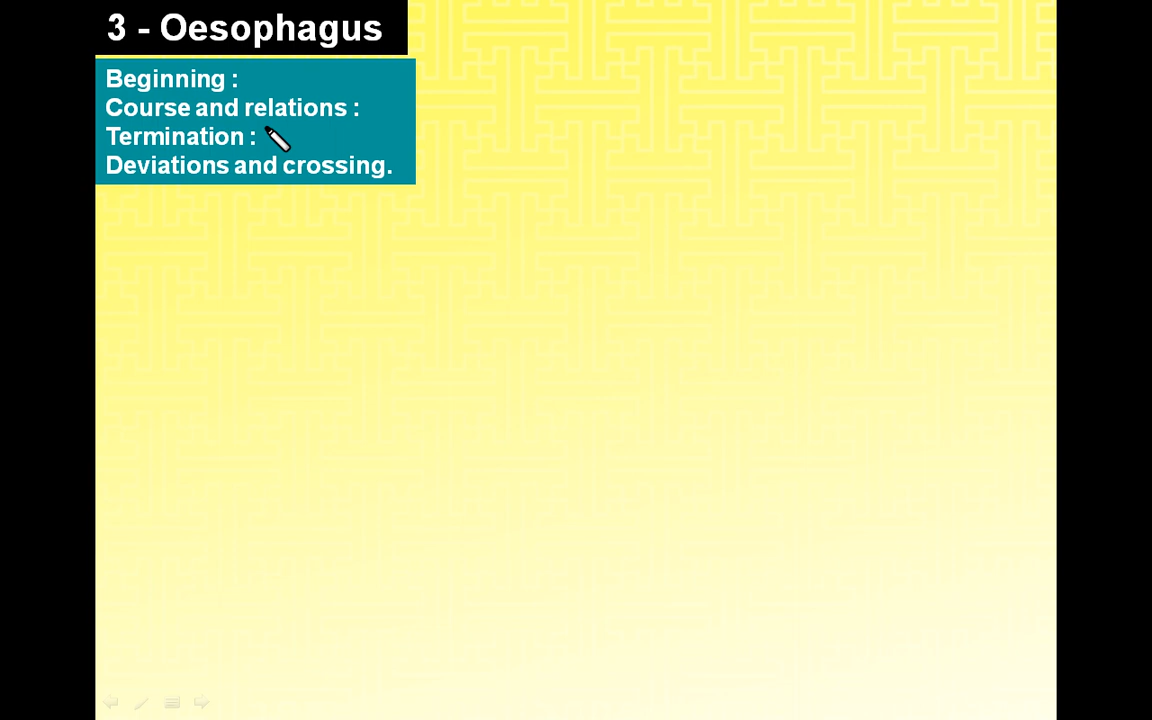 3 - Oesophagus
Beginning :
Course and relations :
Termination :
Deviations and crossing.